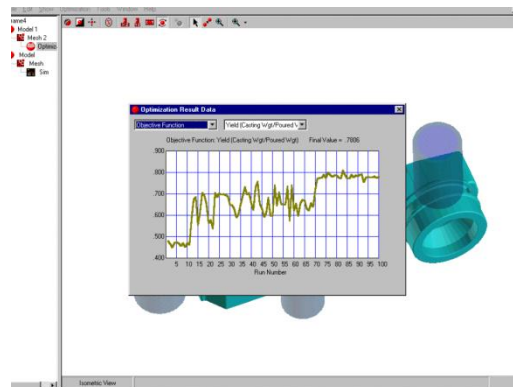 Model 1
Mesh 2
Optimiz
Model
Mesh
Sim
Optimization Result Data
Objective Function
Yield (Casting Wgt/Poured
Objective Function: Yield (Casting Wgt/Poured Wgt) Final Value = .7886
.900
.800
.700
.600
.500
.400
5 10 15 20 25 30 35 40 45 50 55 60 65 70 75 80 85 90 95 100
Run Number
Isometric View